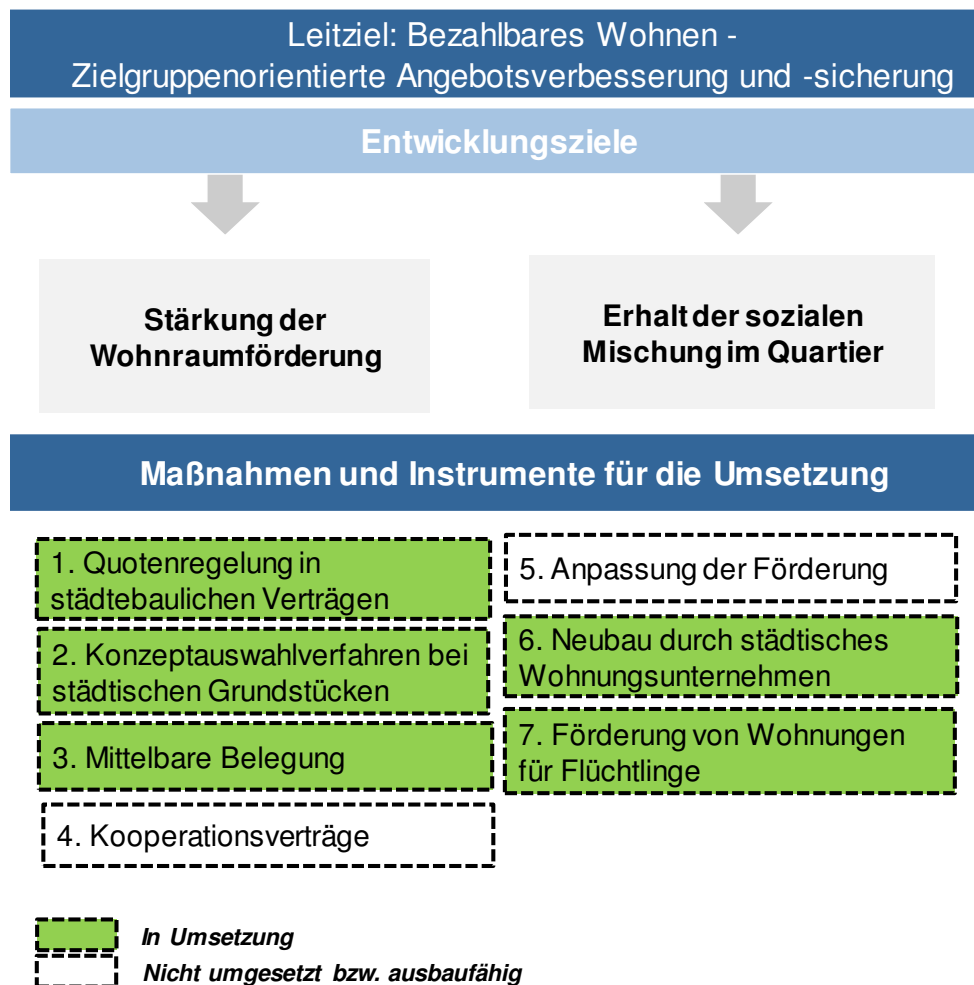 Leitziel: Bezahlbares Wohnen -
Zielgruppenorientierte Angebotsverbesserung und -sicherung
Entwicklungsziele
Stärkung der
Wohnraumförderung
Erhalt der sozialen
Mischung im Quartier
Maßnahmen und Instrumente für die Umsetzung
1. Quotenregelung in
städtebaulichen Verträgen
2. Konzeptauswahlverfahren bei
städtischen Grundstücken
3. Mittelbare Belegung
4. Kooperationsverträge
5. Anpassung der Förderung
6. Neubau durch städtisches
Wohnungsunternehmen
7. Förderung von Wohnungen
für Flüchtlinge
In Umsetzung
Nicht umgesetzt bzw. ausbaufähig